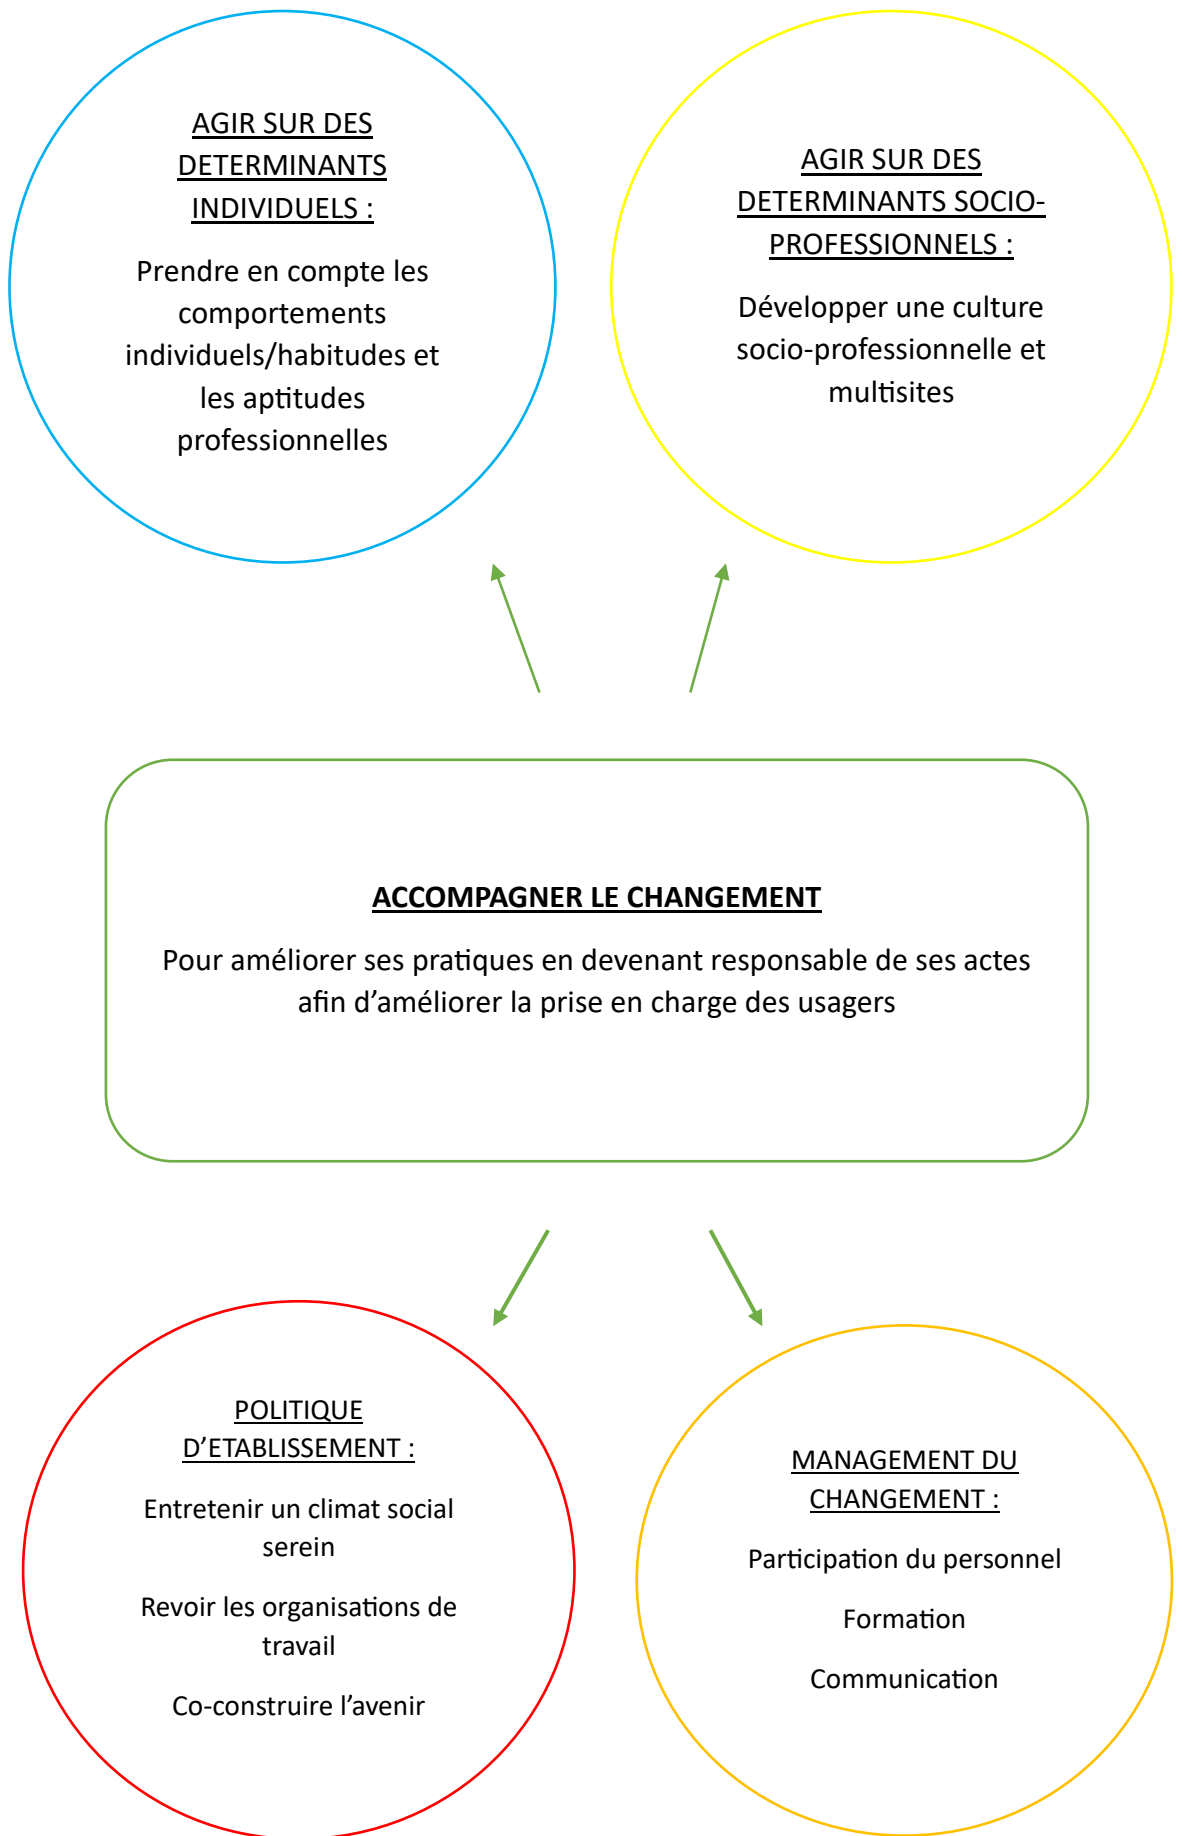 AGIR SUR DES
DETERMINANTS
INDIVIDUELS :
Prendre en compte les
comportements
individuels/habitudes et
les aptitudes
professionnelles
AGIR SUR DES
DETERMINANTS SOCIO-
PROFESSIONNELS :
Développer une culture
socio-professionnelle et
multisites
ACCOMPAGNER LE CHANGEMENT
Pour améliorer ses pratiques en devenant responsable de ses actes
afin d’améliorer la prise en charge des usagers
POLITIQUE
D’ETABLISSEMENT :
Entretenir un climat social
serein
Revoir les organisations de
travail
Co-construire l’avenir
MANAGEMENT DU
CHANGEMENT :
Participation du personnel
Formation
Communication